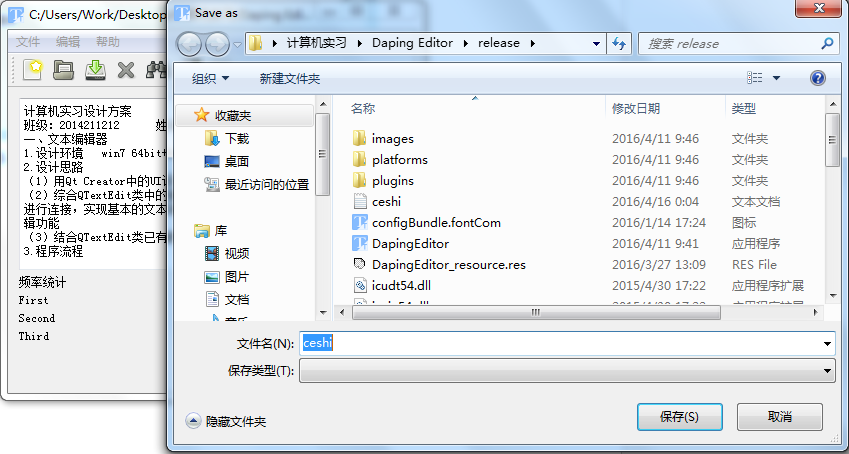 C:/Users/Work/Desktop
文件 编辑 帮助
计算机实习设计方案
班级: 2014211212
一、文本编辑器
1.设计环境 win7 64bit+
2.设计思路
（1）用Qt Creator中的UI
（2）综合QTextEdit类中的
进行连接，实现基本的文本
辑功能
（3）结合QTextEdit类已有
3.程序流程
频率统计
First
Second
Third
Save as
计算机实习 Daping Editor release
搜索 release
组织 新建文件夹
收藏夹
下载
桌面
最近访问的位置
库
视频
图片
文档
音乐
名称 修改日期 类型
images 2016/4/11 9:46 文件夹
platforms 2016/4/11 9:46 文件夹
plugins 2016/4/11 9:46 文件夹
ceshi 2016/4/16 0:04 文本文档
configBundle.fontCom 2016/1/14 17:24 图标
DapingEditor 2016/4/11 9:41 应用程序
DapingEditor_resource.res 2016/3/27 13:09 RES File
icudt54.dll 2015/4/30 17:22 应用程序扩展
文件名(N): ceshi
保存类型(T):
隐藏文件夹
保存(S) 取消